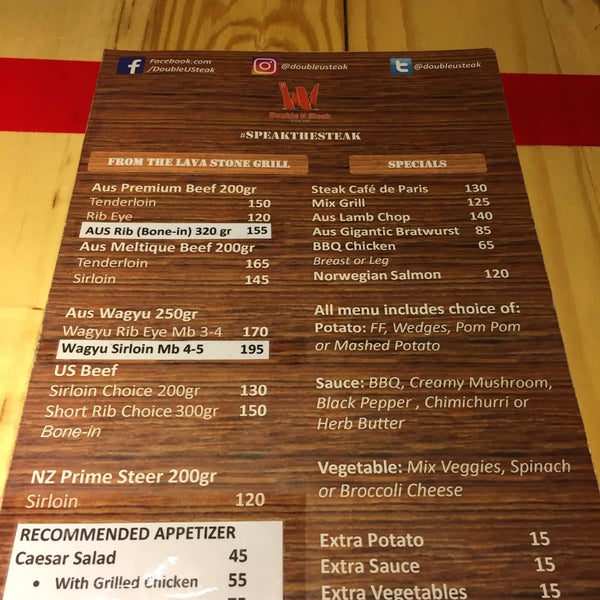 Facebook.com
/DoubleUSteak
@doubleusteak
@doubleusteak
Double U Steak
#SPEAKTHESTEAK
FROM THE LAVA STONE GRILL
Aus Premium Beef 200gr
Tenderloin 150
Rib Eye 120
AUS Rib (Bone-in) 320 gr 155
Aus Meltique Beef 200gr
Tenderloin 165
Sirloin 145
Aus Wagyu 250gr
Wagyu Rib Eye Mb 3-4 170
Wagyu Sirloin Mb 4-5 195
US Beef
Sirloin Choice 200gr 130
Short Rib Choice 300gr 150
Bone-in
NZ Prime Steer 200gr
Sirloin 120
RECOMMENDED APPETIZER
Caesar Salad 45
• With Grilled Chicken 55
SPECIALS
Steak Café de Paris 130
Mix Grill 125
Aus Lamb Chop 140
Aus Gigantic Bratwurst 85
BBQ Chicken 65
Breast or Leg
Norwegian Salmon 120
All menu includes choice of:
Potato: FF, Wedges, Pom Pom
or Mashed Potato
Sauce: BBQ, Creamy Mushroom,
Black Pepper , Chimichurri or
Herb Butter
Vegetable: Mix Veggies, Spinach
or Broccoli Cheese
Extra Potato 15
Extra Sauce 15
Extra Vegetables 15